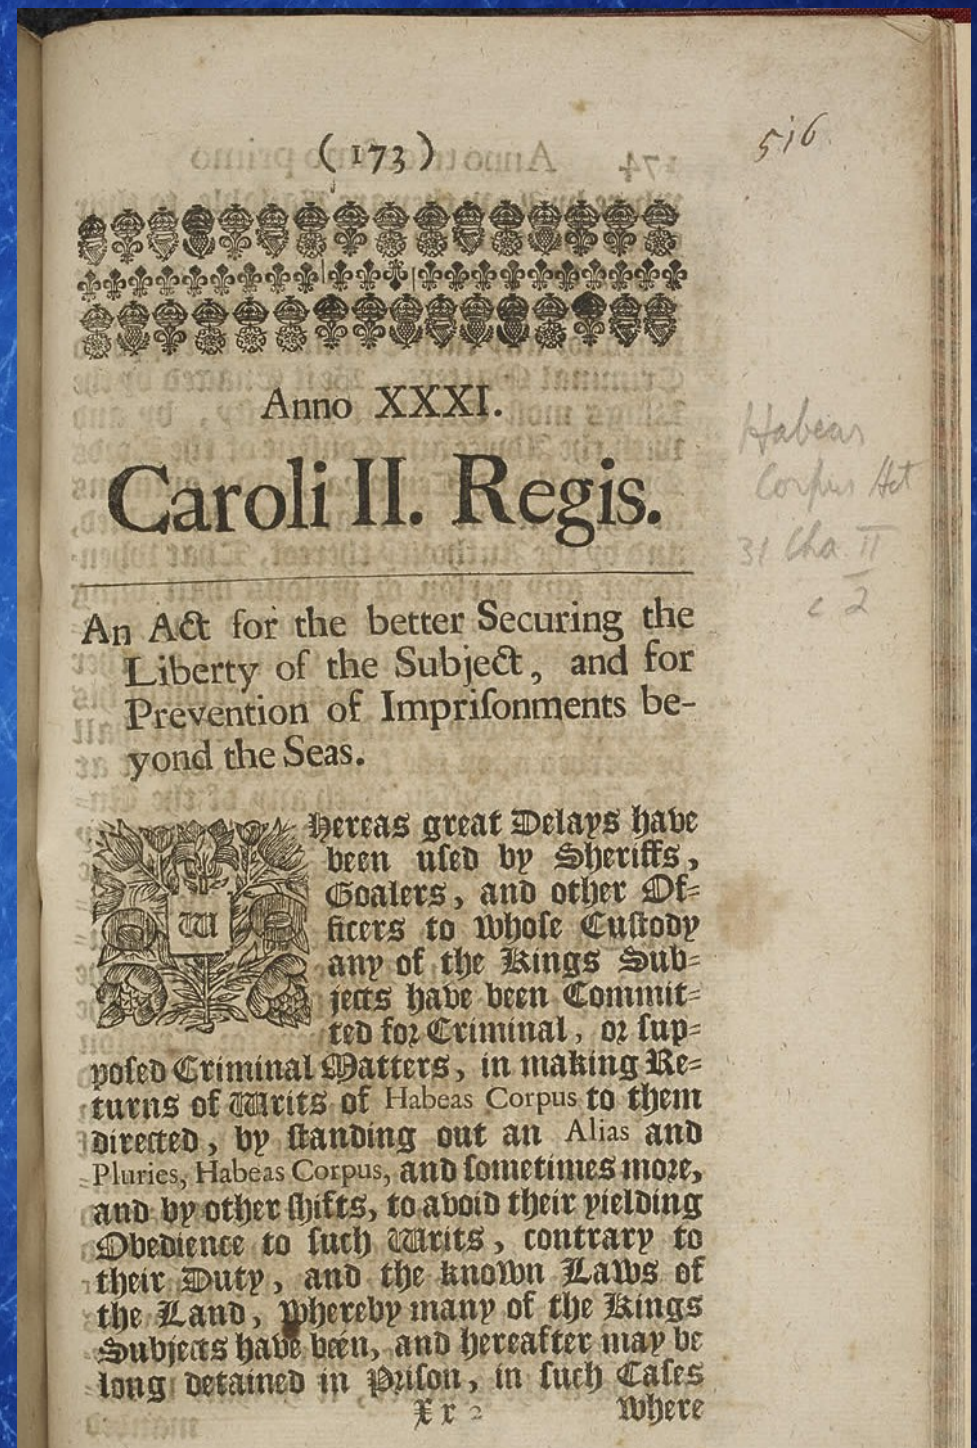 (173)
516
Anno XXXI.
Caroli II. Regis.
Habeas
Corpus Act
31 Cha II
c 2
An Act for the better Securing the
Liberty of the Subject, and for
Prevention of Impriſonments be-
yond the Seas.
WHereas great Delays have
been uſed by Sheriffs,
Goalers, and other Of-
ficers to whoſe Cuſtody
any of the Kings Sub-
jects have been Commit-
ted for Criminal, or ſup-
poſed Criminal Matters, in making Re-
turns of Writs of Habeas Corpus to them
directed, by ſtanding out an Alias and
Pluries, Habeas Corpus, and ſometimes more,
and by other ſhifts, to avoid their yielding
Obedience to ſuch Writs, contrary to
their Duty, and the known Laws of
the Land, whereby many of the Kings
Subjects have béen, and hereafter may be
long detained in Priſon, in ſuch Caſes
X x 2 where